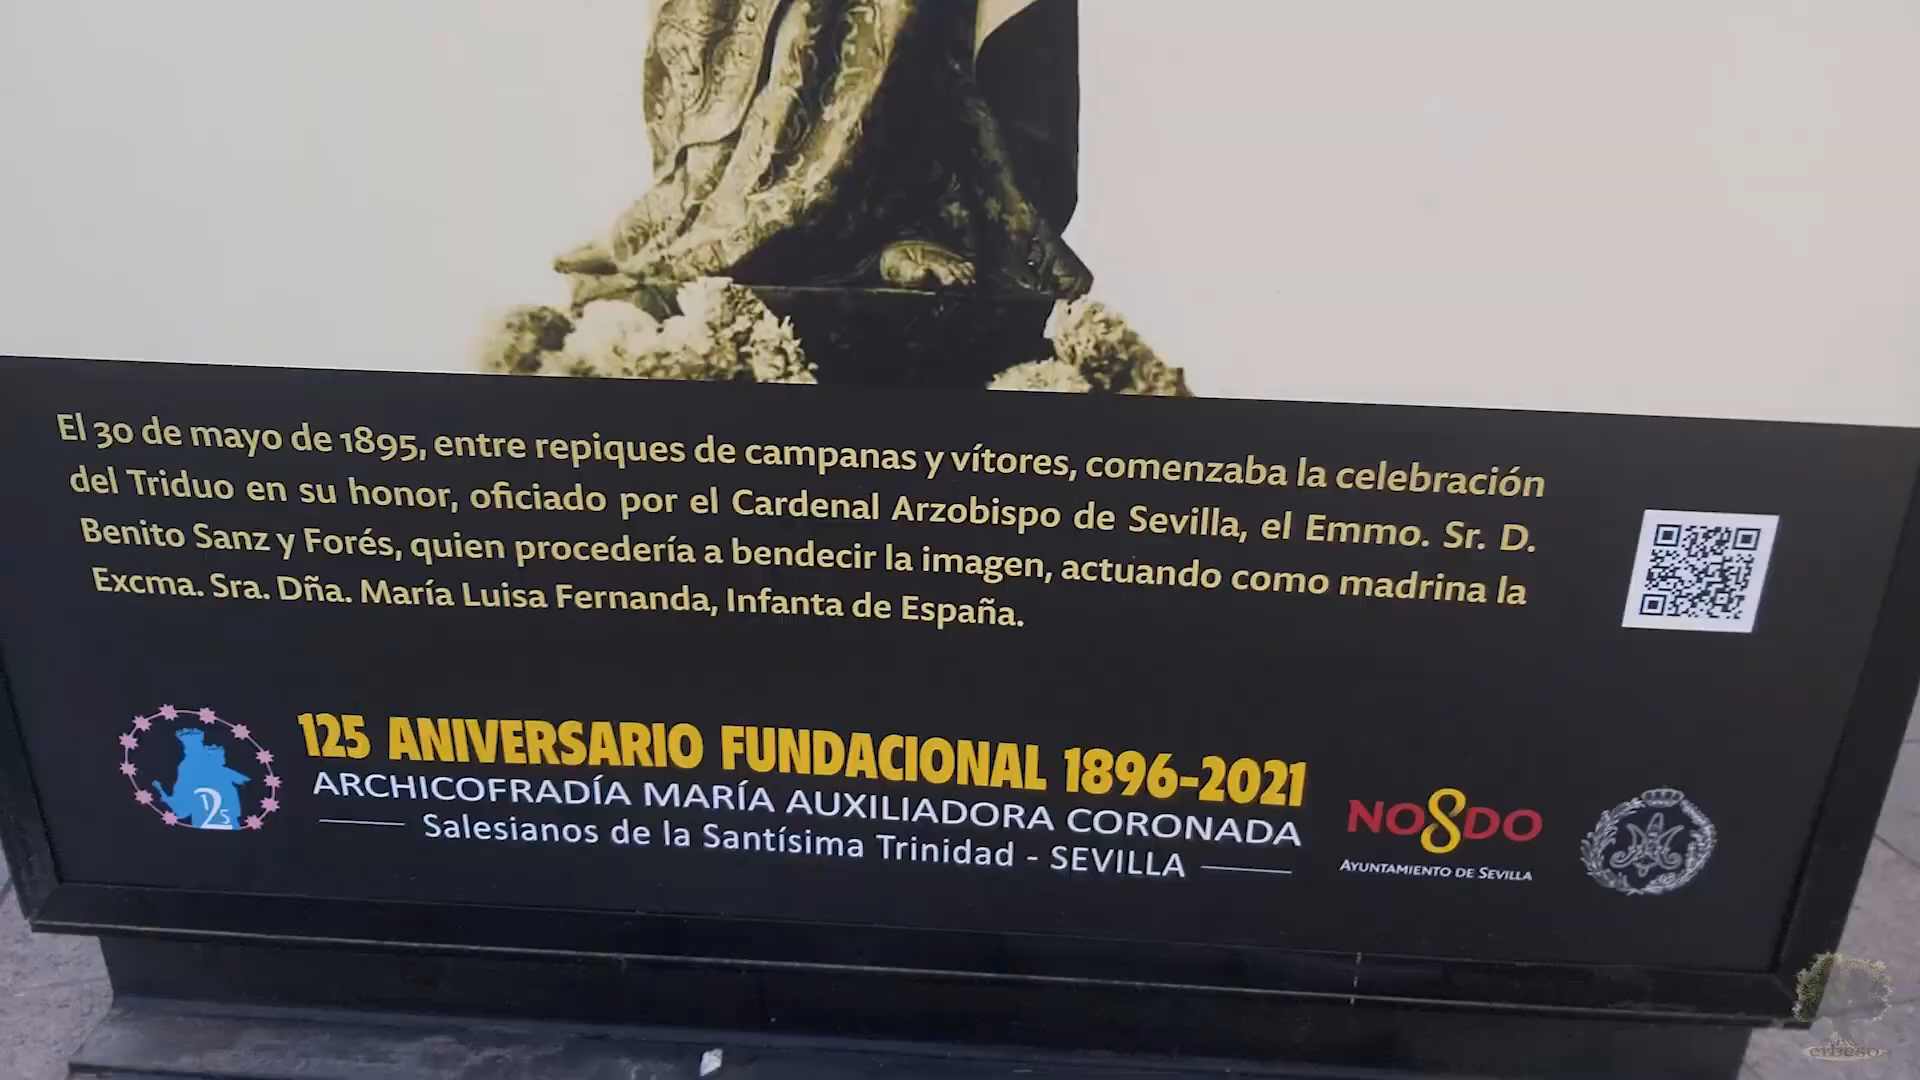 El 30 de mayo de 1895, entre repiques de campanas y vítores, comenzaba la celebración
del Triduo en su honor, oficiado por el Cardenal Arzobispo de Sevilla, el Emmo. Sr. D.
Benito Sanz y Forés, quien procedería a bendecir la imagen, actuando como madrina la
Excma. Sra. Dña. María Luisa Fernanda, Infanta de España.
125
125 ANIVERSARIO FUNDACIONAL 1896-2021
ARCHICOFRADÍA MARÍA AUXILIADORA CORONADA
Salesianos de la Santísima Trinidad - SEVILLA
NO8DO
AYUNTAMIENTO DE SEVILLA